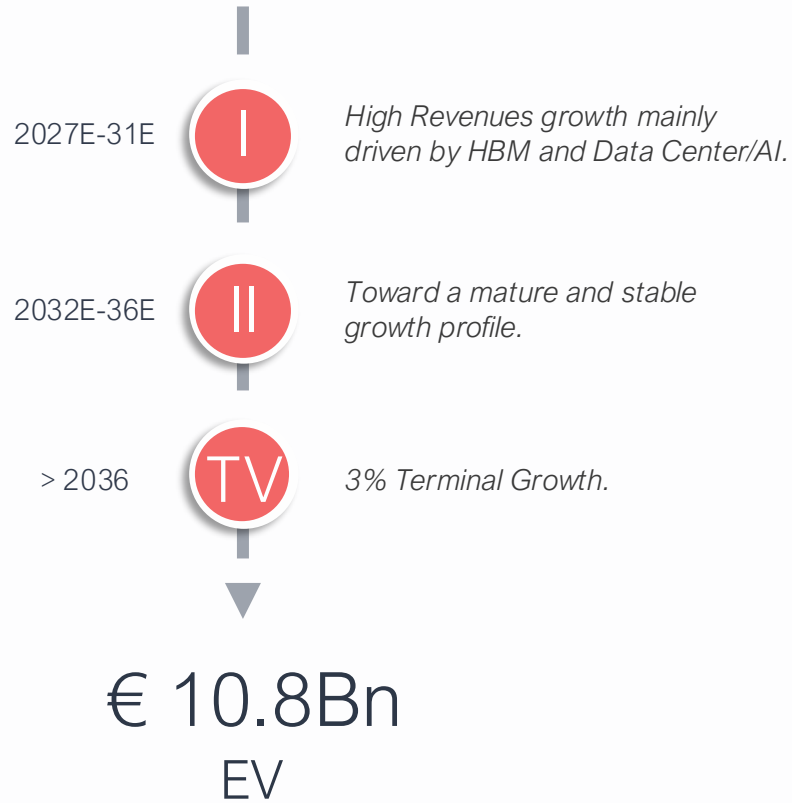 2027E-31E
I
High Revenues growth mainly
driven by HBM and Data Center/AI.
2032E-36E
II
Toward a mature and stable
growth profile.
> 2036
TV
3% Terminal Growth.
€ 10.8Bn
EV